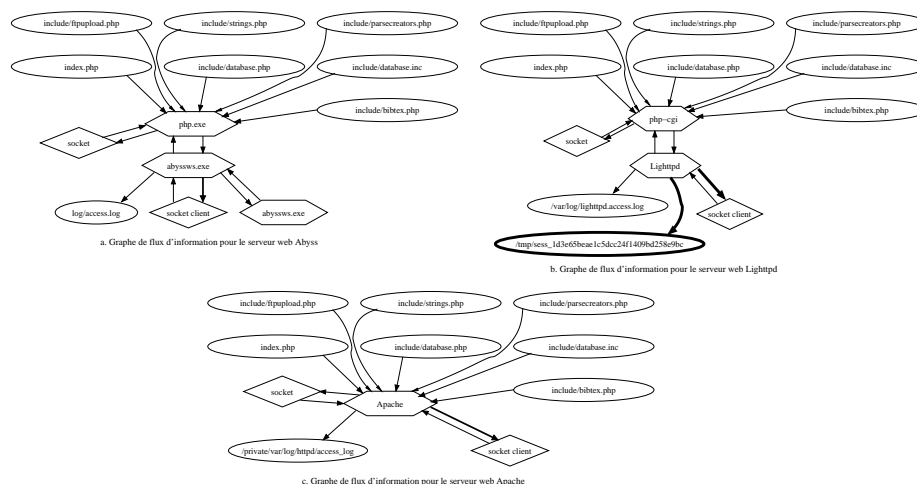 include/ftpupload.php
include/strings.php
include/parsecreators.php
index.php
include/database.php
include/database.inc
include/bibtex.php
php.exe
socket
abyssws.exe
log/access.log
socket client
abyssws.exe
a. Graphe de flux d'information pour le serveur web Abyss
include/ftpupload.php
include/strings.php
include/parsecreators.php
index.php
include/database.php
include/database.inc
include/bibtex.php
php−cgi
socket
Lighttpd
/var/log/lighttpd.access.log
socket client
/tmp/sess_1d3e65beae1c5dcc24f1409bd258e9bc
b. Graphe de flux d'information pour le serveur web Lighttpd
include/ftpupload.php
include/strings.php
include/parsecreators.php
index.php
include/database.php
include/database.inc
include/bibtex.php
socket
Apache
/private/var/log/httpd/access_log
socket client
c. Graphe de flux d'information pour le serveur web Apache